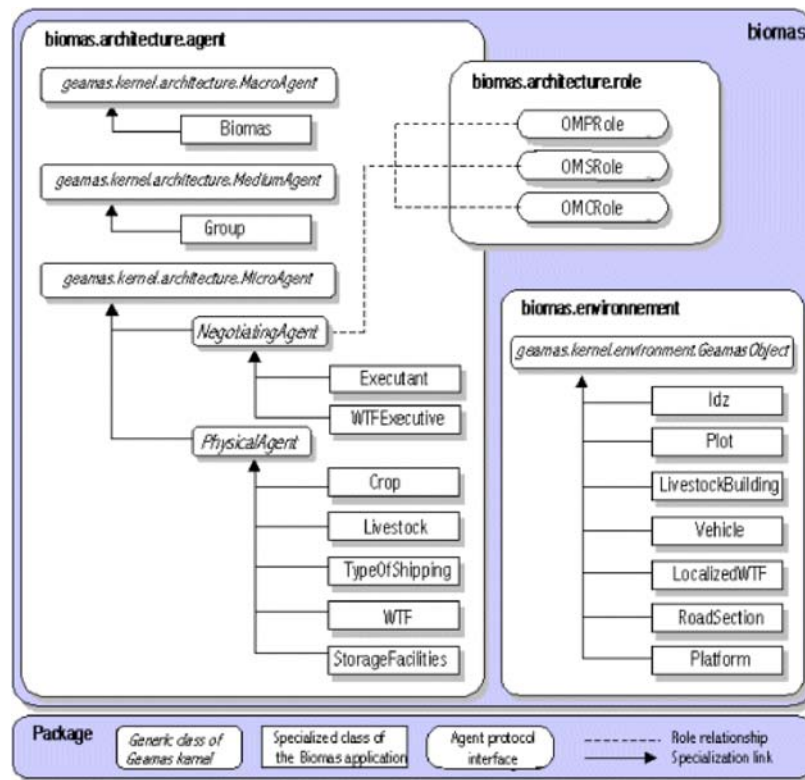 biomas
biomas.architecture.agent
geamas.kernel.architecture.MacroAgent
Biomas
geamas.kernel.architecture.MediumAgent
Group
geamas.kernel.architecture.MicroAgent
NegotiatingAgent
Executant
WTFExecutive
PhysicalAgent
Crop
Livestock
TypeOfShipping
WTF
StorageFacilities
biomas.architecture.role
OMPRole
OMSRole
OMCRole
biomas.environnement
geamas.kernel.environment.GeamasObject
Idz
Plot
LivestockBuilding
Vehicle
LocalizedWTF
RoadSection
Platform
Package
Generic class of
Geamas kernel
Specialized class of
the Biomas application
Agent protocol
interface
Role relationship
Specialization link